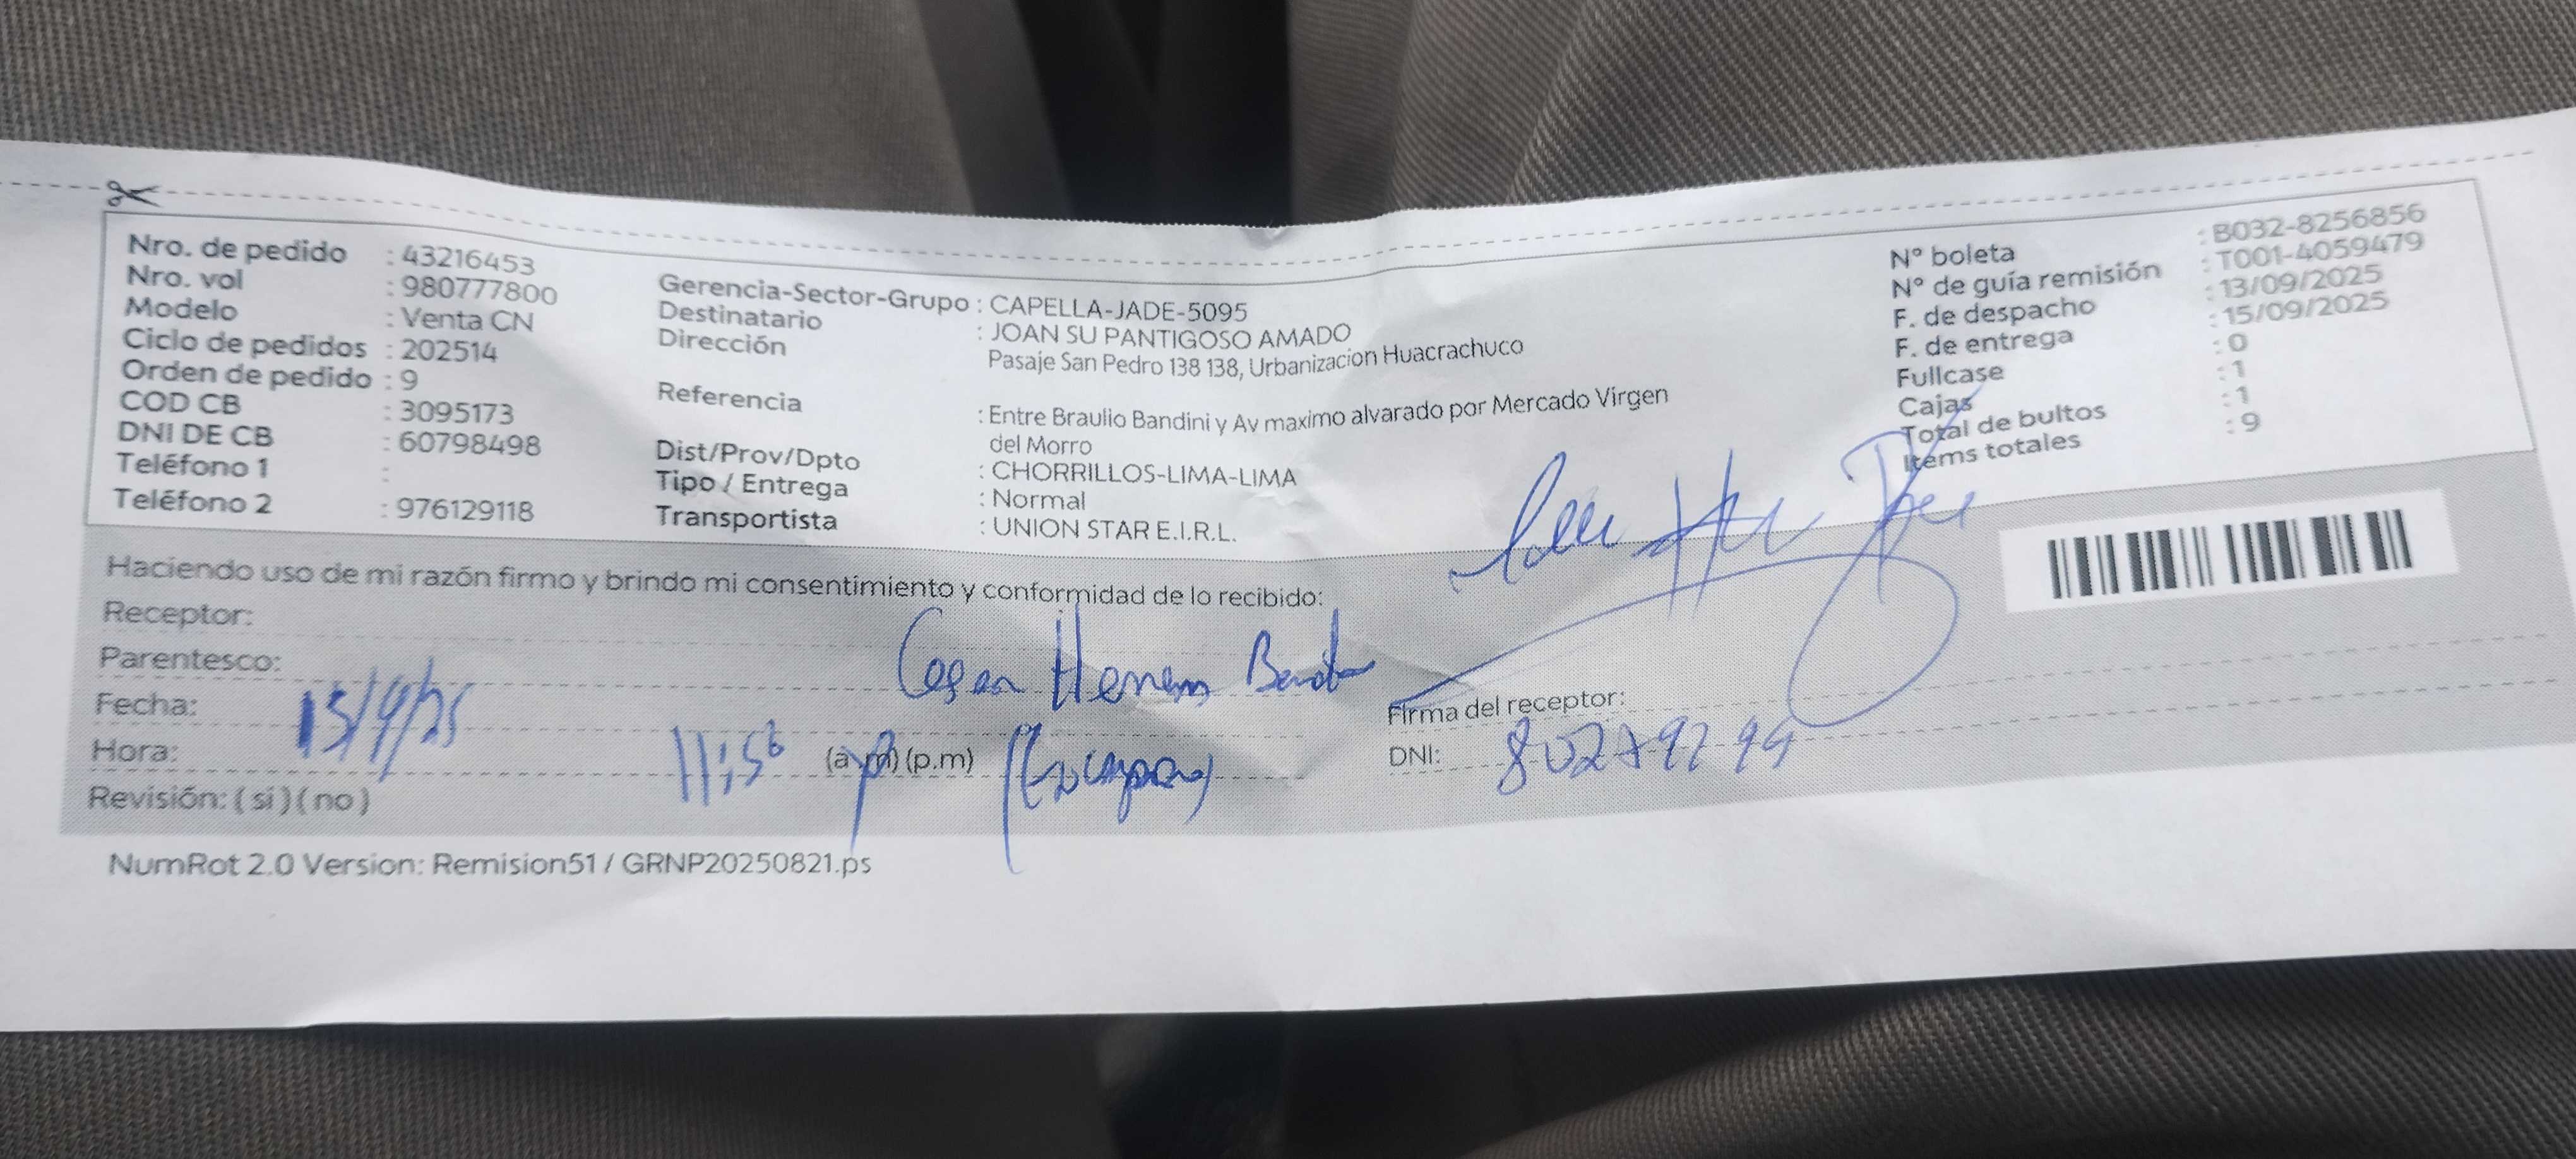 Nro. de pedido : 43216453
Nro. vol : 980777800
Modelo : Venta CN
Ciclo de pedidos : 202514
Orden de pedido : 9
COD CB : 3095173
DNI DE CB : 60798498
Teléfono 1 :
Teléfono 2 : 976129118
Gerencia-Sector-Grupo : CAPELLA-JADE-5095
Destinatario : JOAN SU PANTIGOSO AMADO
Dirección Pasaje San Pedro 138 138, Urbanizacion Huacrachuco
Referencia : Entre Braulio Bandini y Av maximo alvarado por Mercado Virgen
del Morro
Dist/Prov/Dpto : CHORRILLOS-LIMA-LIMA
Tipo / Entrega : Normal
Transportista : UNION STAR E.I.R.L.
N° boleta : B032-8256856
N° de guía remisión : T001-4059479
F. de despacho : 13/09/2025
F. de entrega : 15/09/2025
Fullcase : 0
Cajas : 1
Total de bultos : 1
Items totales : 9
Haciendo uso de mi razón firmo y brindo mi consentimiento y conformidad de lo recibido:
Receptor:
Parentesco:
Fecha: 15/9/25
Hora: 11:56 (a.m) (p.m)
Revisión: ( si ) ( no )
Firma del receptor:
DNI:
NumRot 2.0 Version: Remision51 / GRNP20250821.ps